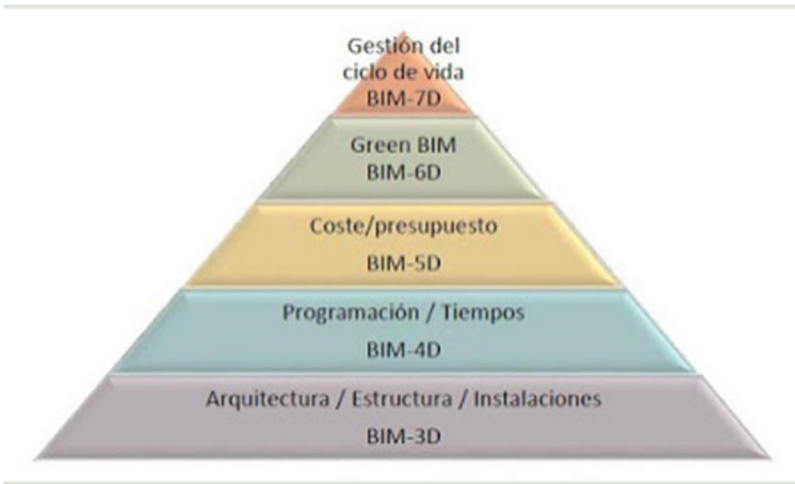 Gestión del
ciclo de vida
BIM-7D
Green BIM
BIM-6D
Coste/presupuesto
BIM-5D
Programación / Tiempos
BIM-4D
Arquitectura / Estructura / Instalaciones
BIM-3D